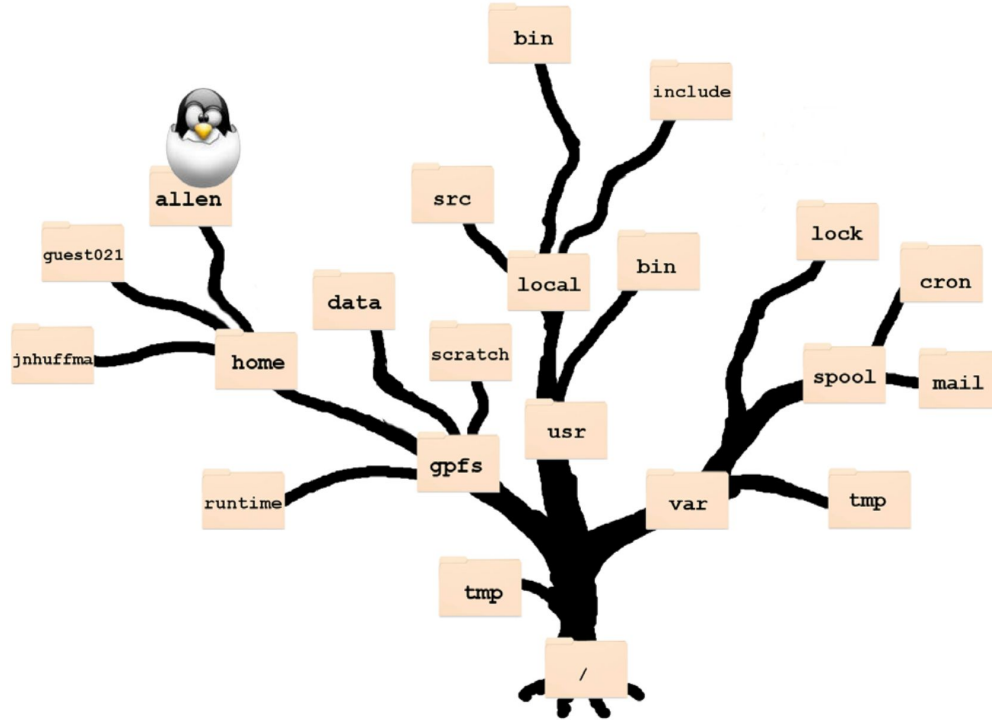 bin
include
allen
src
guest021
lock
local
bin
cron
data
jnhuffma
home
scratch
spool
mail
usr
gpfs
runtime
var
tmp
tmp
/